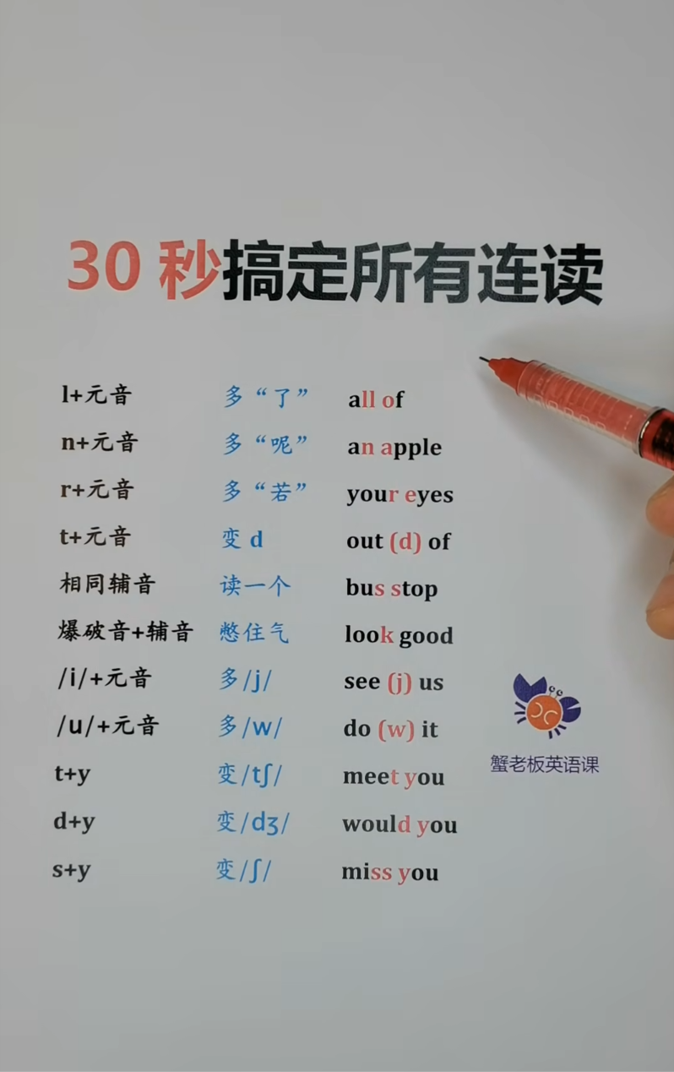 30 秒搞定所有连读
l+元音 多“了” all of
n+元音 多“呢” an apple
r+元音 多“若” your eyes
t+元音 变 d out (d) of
相同辅音 读一个 bus stop
爆破音+辅音 憋住气 look good
/i/+元音 多/j/ see (j) us
/u/+元音 多/w/ do (w) it
蟹老板英语课
t+y 变/tʃ/ meet you
d+y 变/dʒ/ would you
s+y 变/ʃ/ miss you